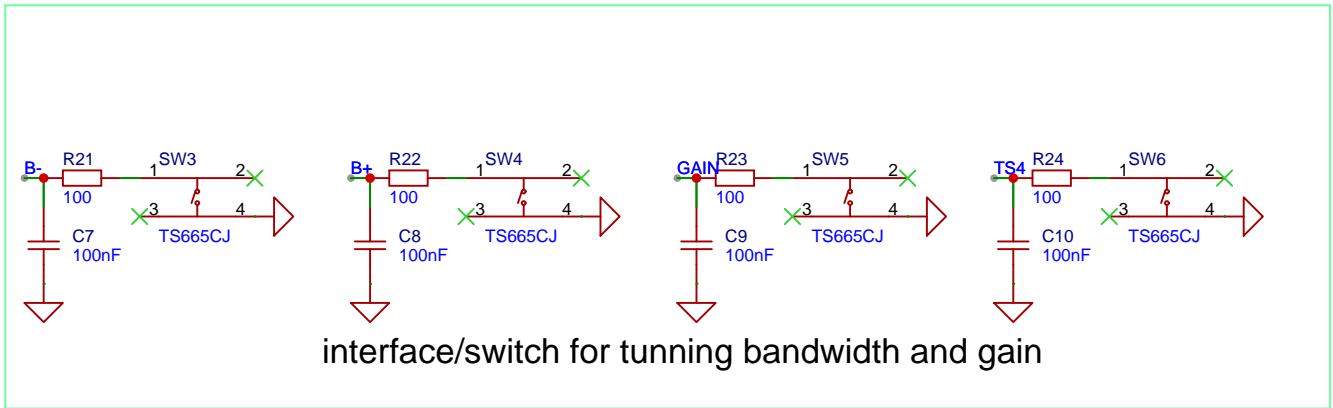 B- R21 1 SW3 2
100 3 4
C7 TS665CJ
100nF
B+ R22 1 SW4 2
100 3 4
C8 TS665CJ
100nF
GAIN R23 1 SW5 2
100 3 4
C9 TS665CJ
100nF
TS4 R24 1 SW6 2
100 3 4
C10 TS665CJ
100nF
interface/switch for tunning bandwidth and gain